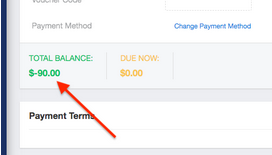 Voucher Code
Payment Method Change Payment Method
TOTAL BALANCE: DUE NOW:
$-90.00 $0.00
Payment Terms